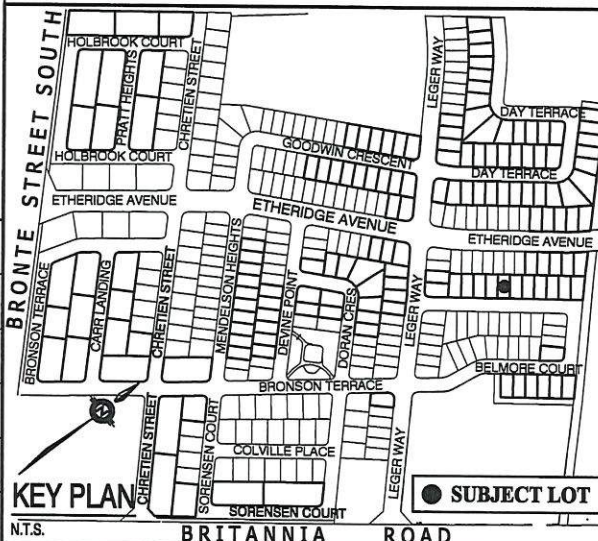 BRONTE STREET SOUTH
HOLBROOK COURT
PRATT HEIGHTS
CHRETIEN STREET
HOLBROOK COURT
LEGER WAY
DAY TERRACE
GOODWIN CRESCENT
DAY TERRACE
ETHERIDGE AVENUE
ETHERIDGE AVENUE
BRONSON TERRACE
CARR LANDING
CHRETIEN STREET
MENDELSON HEIGHTS
DEVINE POINT
DORAN CRES
LEGER WAY
BELMORE COURT
BRONSON TERRACE
N
CHRETIEN STREET
SORENSEN COURT
COLVILLE PLACE
LEGER WAY
KEY PLAN
SORENSEN COURT
SUBJECT LOT
N.T.S.
BRITANNIA ROAD